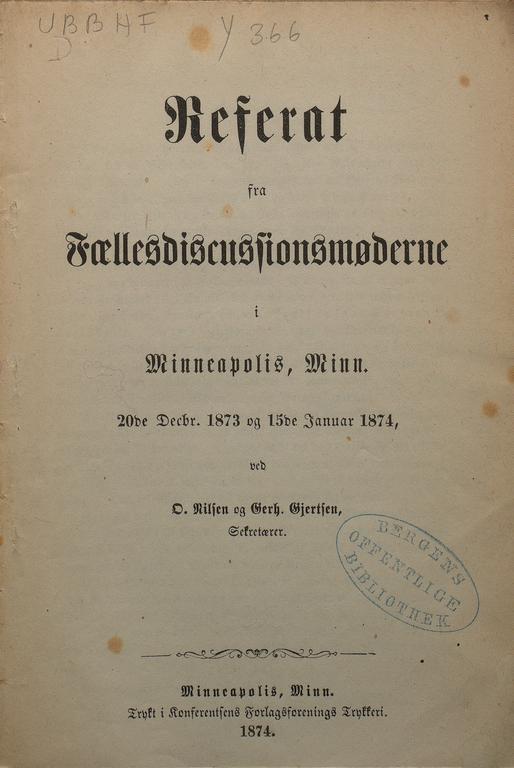 UBBHF Y 366
D
Referat
fra
Fællesdiscussionsmøderne
i
Minneapolis, Minn.
20de Decbr. 1873 og 15de Januar 1874,
ved
O. Nilsen og Gerh. Gjertsen,
Sekretærer.
BERGENS
OFFENTLIGE
BIBLIOTHEK
Minneapolis, Minn.
Trykt i Konferentsens Forlagsforenings Trykkeri.
1874.